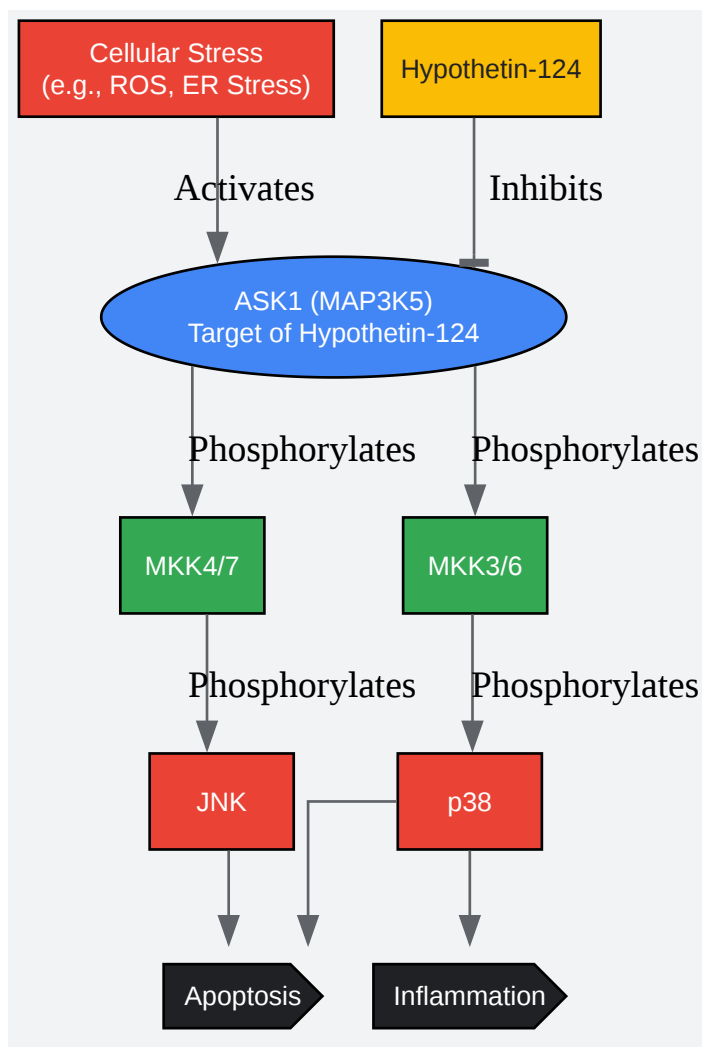 Cellular Stress
(e.g., ROS, ER Stress)
Hypothetin-124
Activates
Inhibits
ASK1 (MAP3K5)
Target of Hypothetin-124
Phosphorylates
Phosphorylates
MKK4/7
MKK3/6
Phosphorylates
Phosphorylates
JNK
p38
Apoptosis
Inflammation